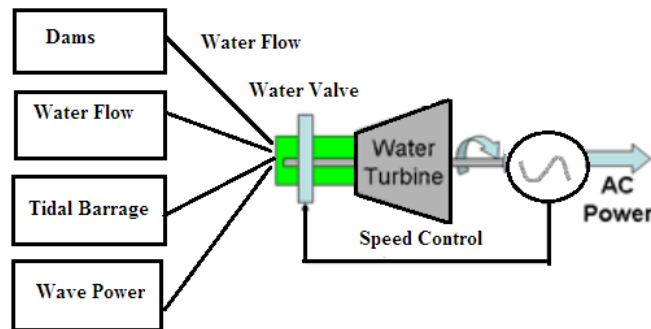 Dams
Water Flow
Water Valve
Water Flow
Water
Turbine
AC
Power
Tidal Barrage
Speed Control
Wave Power